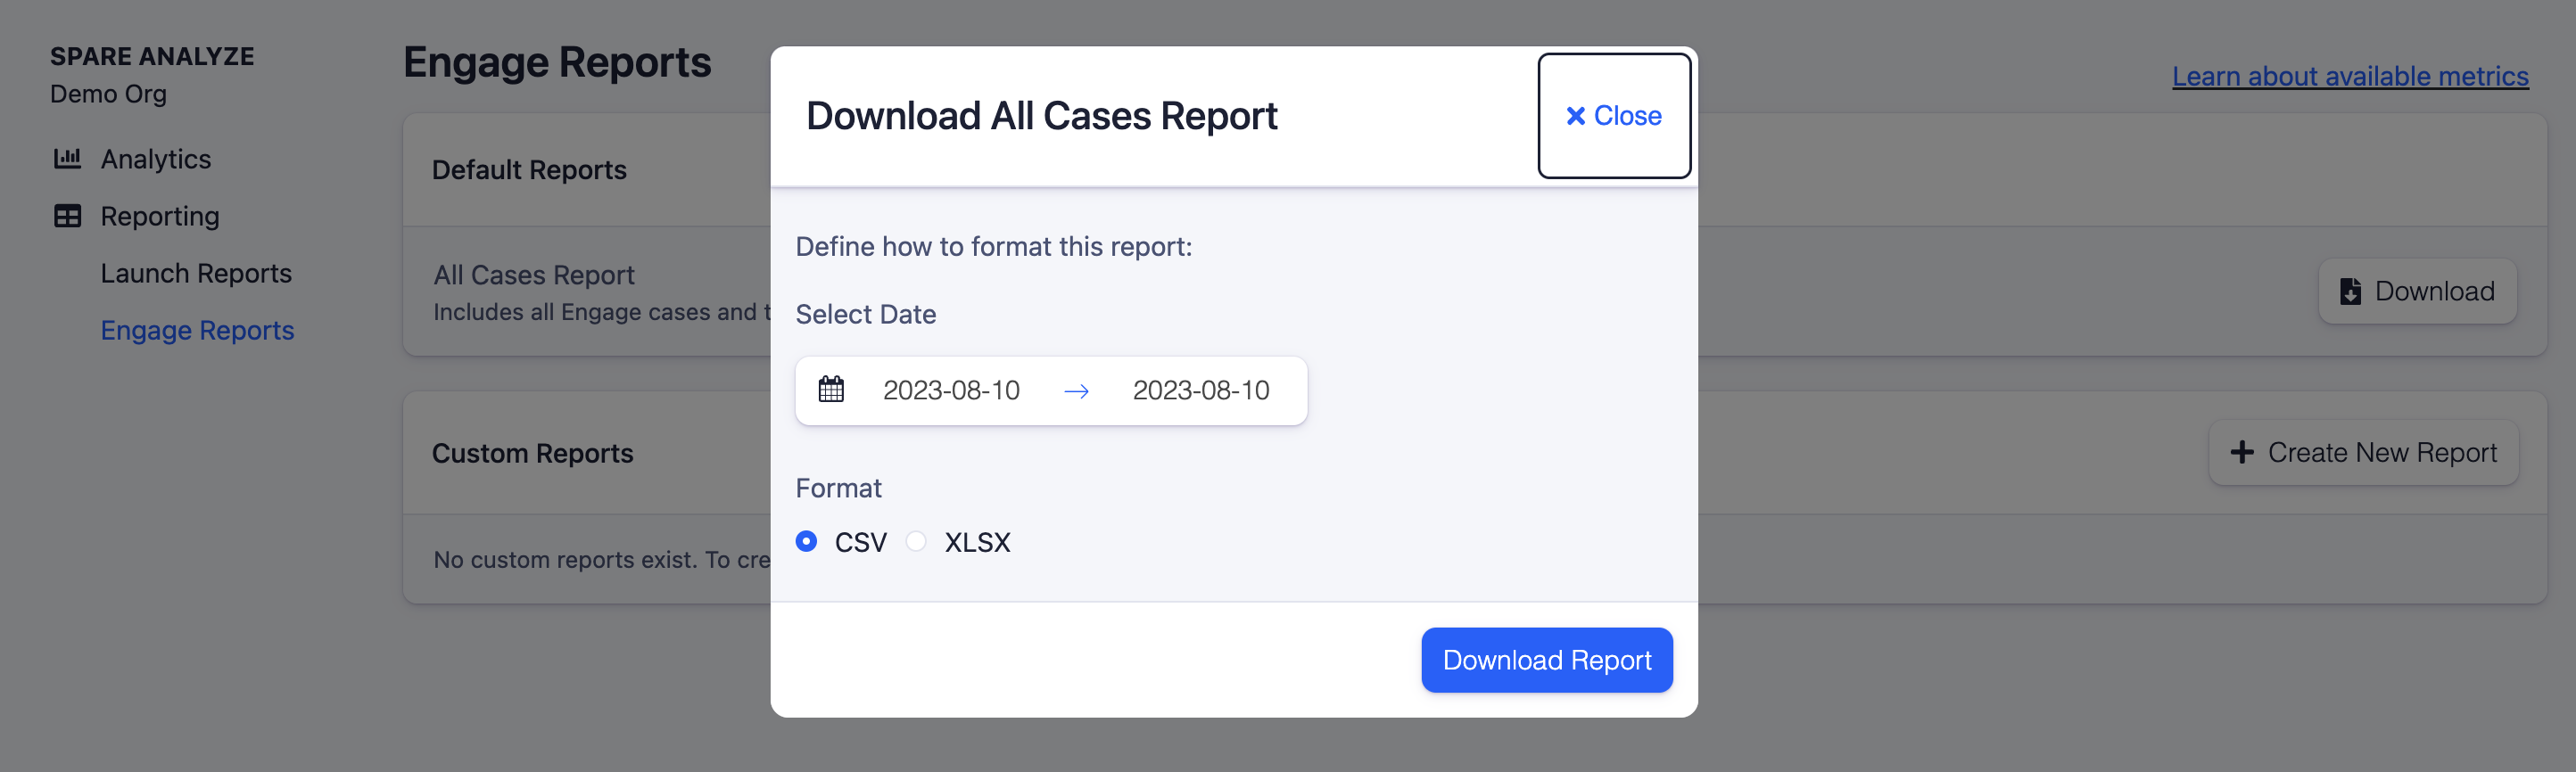 SPARE ANALYZE
Demo Org
Analytics
Reporting
Launch Reports
Engage Reports
Engage Reports
Learn about available metrics
Default Reports
All Cases Report
Includes all Engage cases and t
Download
Custom Reports
Create New Report
No custom reports exist. To cre
Download All Cases Report
Close
Define how to format this report:
Select Date
2023-08-10 → 2023-08-10
Format
CSV XLSX
Download Report